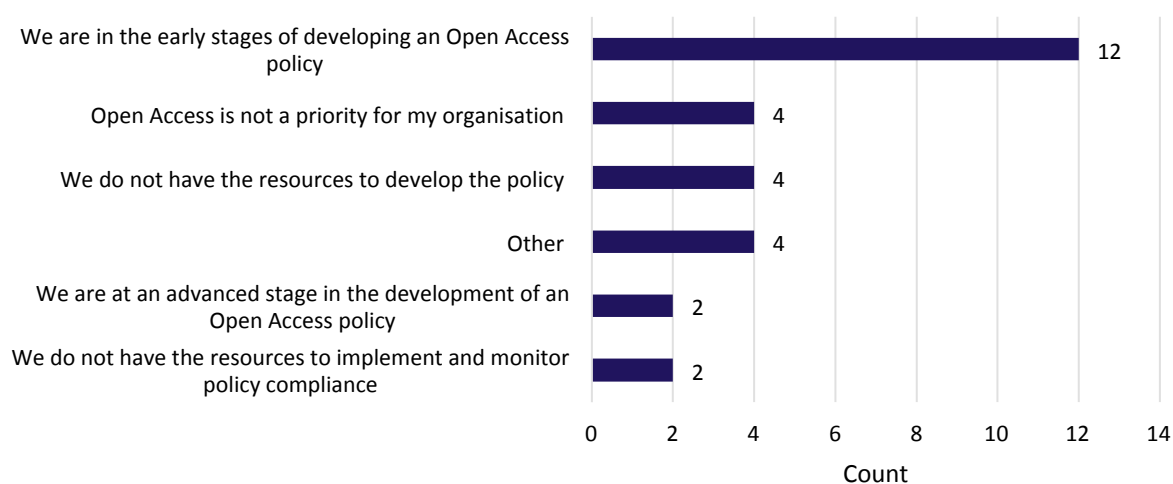 We are in the early stages of developing an Open Access
policy
12
Open Access is not a priority for my organisation
4
We do not have the resources to develop the policy
4
Other
4
We are at an advanced stage in the development of an
Open Access policy
2
We do not have the resources to implement and monitor
policy compliance
2
0 2 4 6 8 10 12 14
Count